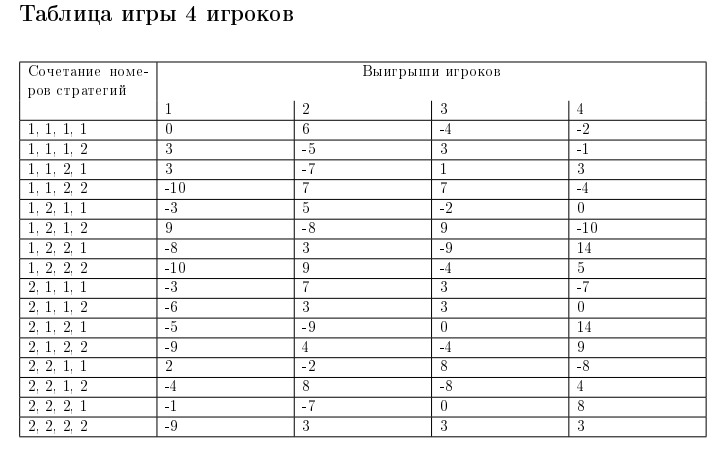 Таблица игры 4 игроков
Сочетание номе- Выигрыши игроков
ров стратегий
1 2 3 4
1, 1, 1, 1 0 6 -4 -2
1, 1, 1, 2 3 -5 3 -1
1, 1, 2, 1 3 -7 1 3
1, 1, 2, 2 -10 7 7 -4
1, 2, 1, 1 -3 5 -2 0
1, 2, 1, 2 9 -8 9 -10
1, 2, 2, 1 -8 3 -9 14
1, 2, 2, 2 -10 9 -4 5
2, 1, 1, 1 -3 7 3 -7
2, 1, 1, 2 -6 3 3 0
2, 1, 2, 1 -5 -9 0 14
2, 1, 2, 2 -9 4 -4 9
2, 2, 1, 1 2 -2 8 -8
2, 2, 1, 2 -4 8 -8 4
2, 2, 2, 1 -1 -7 0 8
2, 2, 2, 2 -9 3 3 3